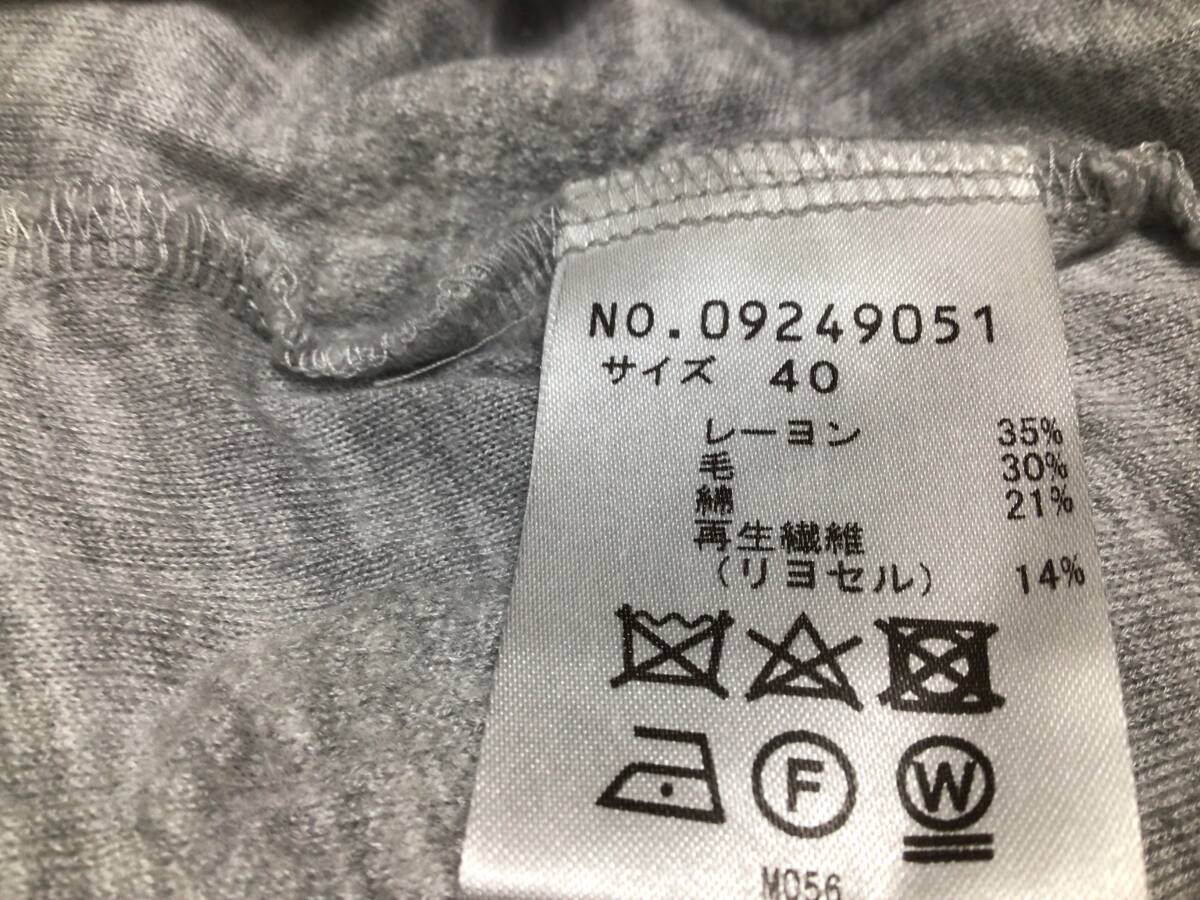 NO.09249051
サイズ 40
レーヨン 35%
毛 30%
綿 21%
再生繊維
(リヨセル) 14%
F W
M056